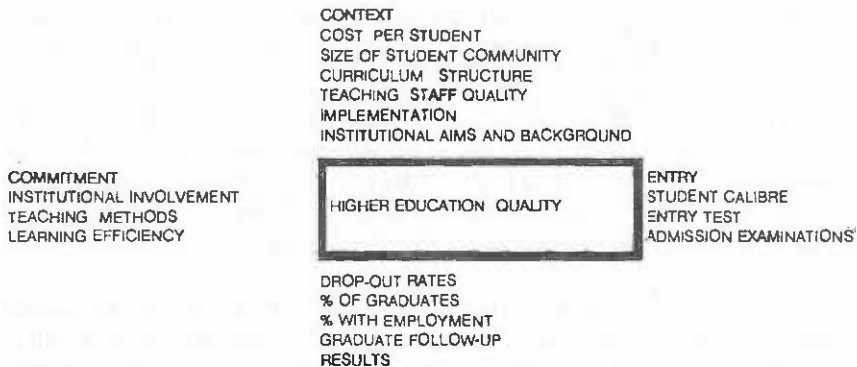 CONTEXT
COST PER STUDENT
SIZE OF STUDENT COMMUNITY
CURRICULUM STRUCTURE
TEACHING STAFF QUALITY
IMPLEMENTATION
INSTITUTIONAL AIMS AND BACKGROUND
COMMITMENT
INSTITUTIONAL INVOLVEMENT
TEACHING METHODS
LEARNING EFFICIENCY
HIGHER EDUCATION QUALITY
ENTRY
STUDENT CALIBRE
ENTRY TEST
ADMISSION EXAMINATIONS
DROP-OUT RATES
% OF GRADUATES
% WITH EMPLOYMENT
GRADUATE FOLLOW-UP
RESULTS